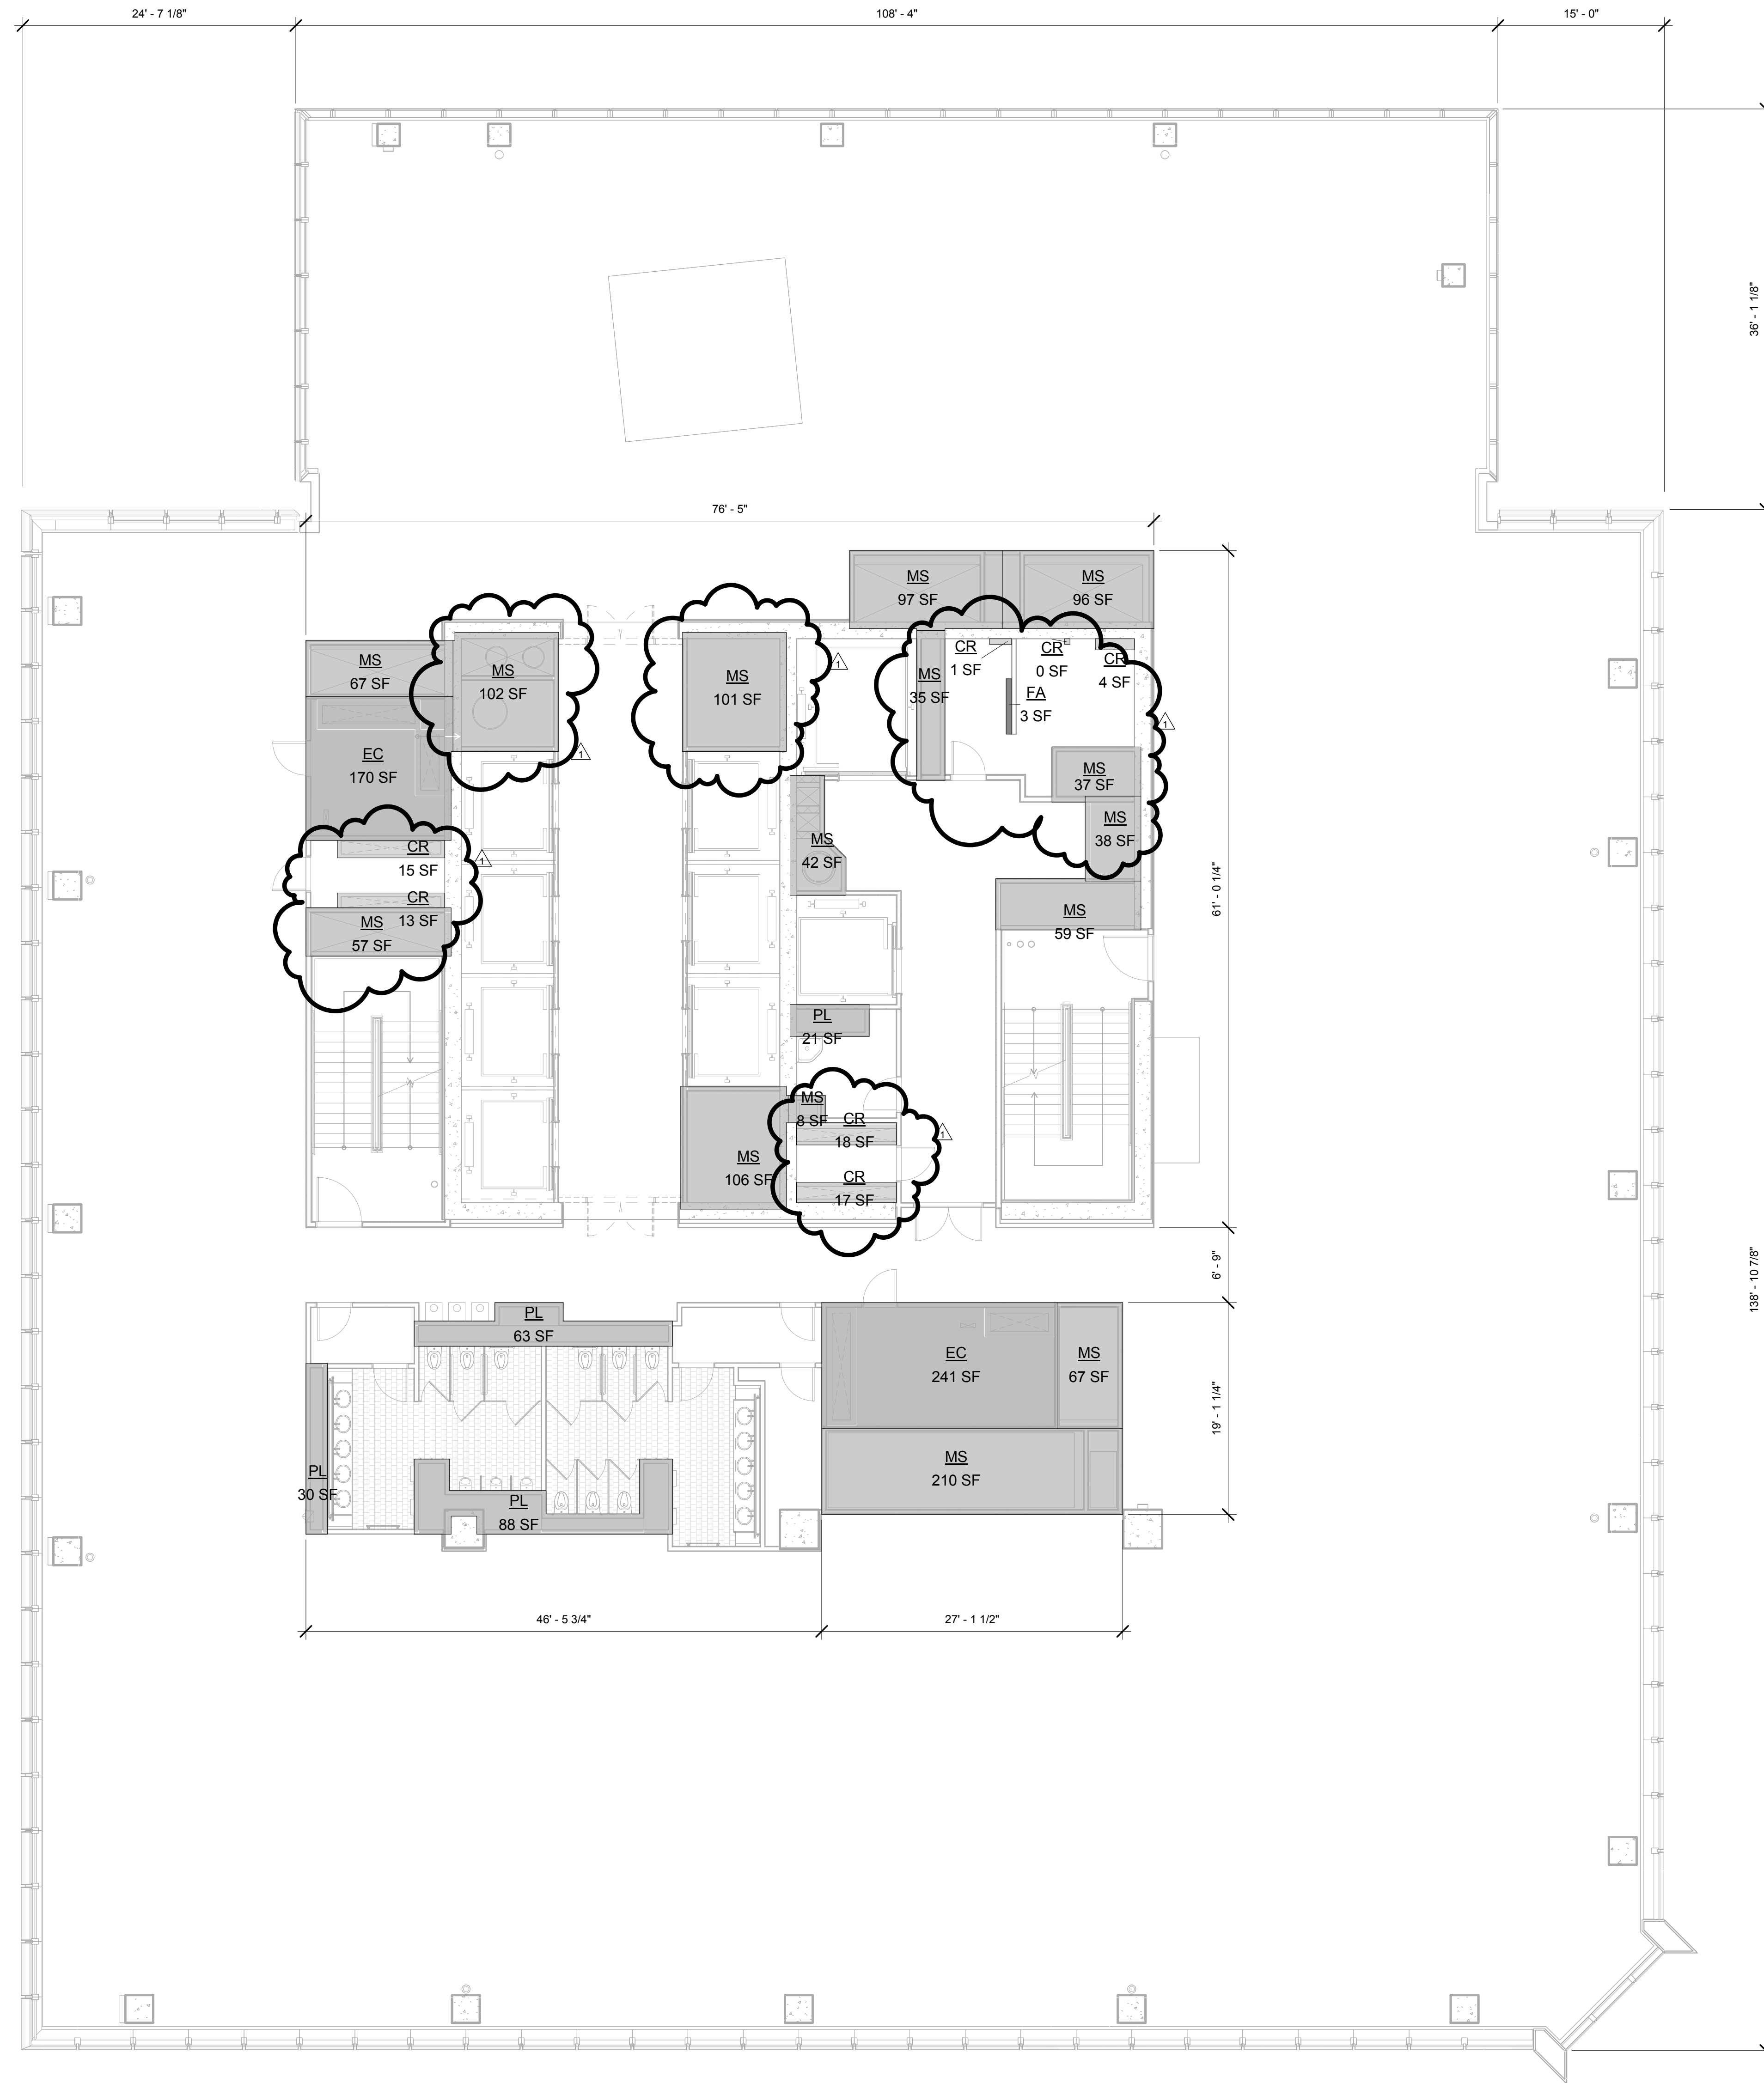 24' - 7 1/8"
108' - 4"
15' - 0"
36' - 1 1/8"
76' - 5"
MS
97 SF
MS
96 SF
MS
67 SF
MS
102 SF
1
MS
101 SF
1
MS
35 SF
CR
1 SF
CR
0 SF
CR
4 SF
FA
3 SF
1
EC
170 SF
MS
37 SF
MS
38 SF
CR
15 SF
1
CR
13 SF
MS
57 SF
MS
42 SF
MS
59 SF
61' - 0 1/4"
PL
21 SF
MS
8 SF
CR
18 SF
1
MS
106 SF
CR
17 SF
6' - 9"
138' - 10 7/8"
PL
63 SF
EC
241 SF
MS
67 SF
19' - 1 1/4"
MS
210 SF
PL
30 SF
PL
88 SF
46' - 5 3/4"
27' - 1 1/2"